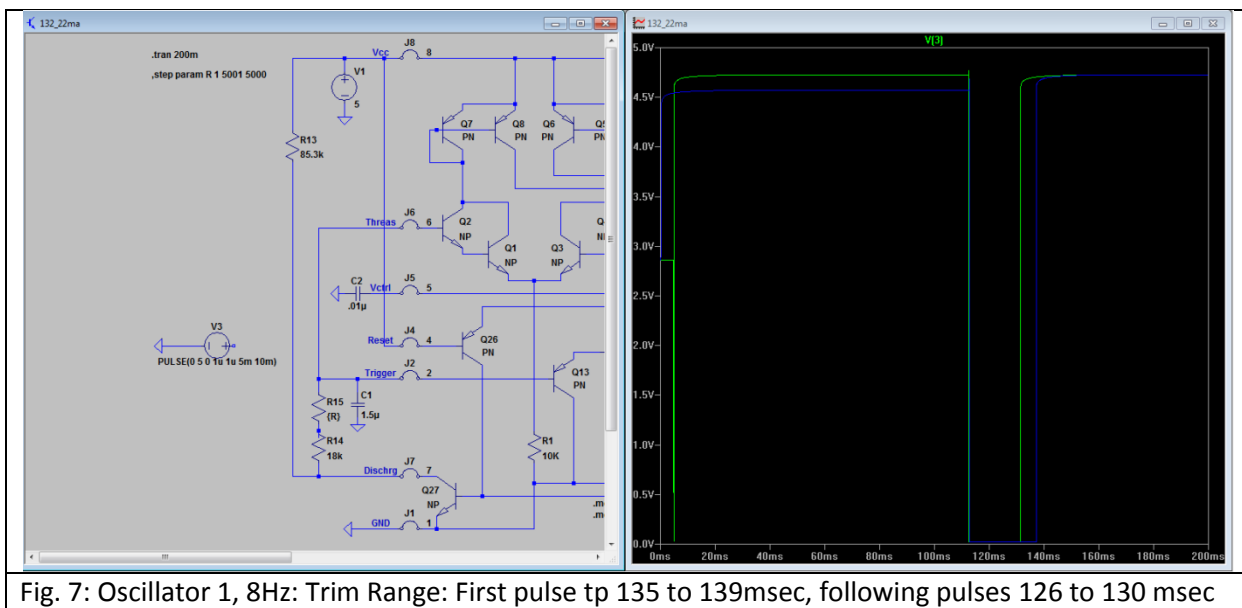 132_22ma
.tran 200m
,step param R 1 5001 5000
J8
Vcc
8
V1
5
R13
85.3k
Q7
PN
Q8
PN
Q6
PN
J6
Threas
6
Q2
NP
Q1
NP
Q3
NP
J5
C2
Vctrl
5
.01µ
V3
PULSE(0 5 0 1u 1u 5m 10m)
J4
Reset
4
Q26
PN
J2
Trigger
2
Q13
PN
R15
{R}
C1
1.5µ
R14
18k
R1
10K
J7
Dischrg
7
Q27
NP
J1
GND
1
132_22ma
V[3]
5.0V
4.5V
4.0V
3.5V
3.0V
2.5V
2.0V
1.5V
1.0V
0.5V
0.0V
0ms 20ms 40ms 60ms 80ms 100ms 120ms 140ms 160ms 180ms 200ms
Fig. 7: Oscillator 1, 8Hz: Trim Range: First pulse tp 135 to 139msec, following pulses 126 to 130 msec